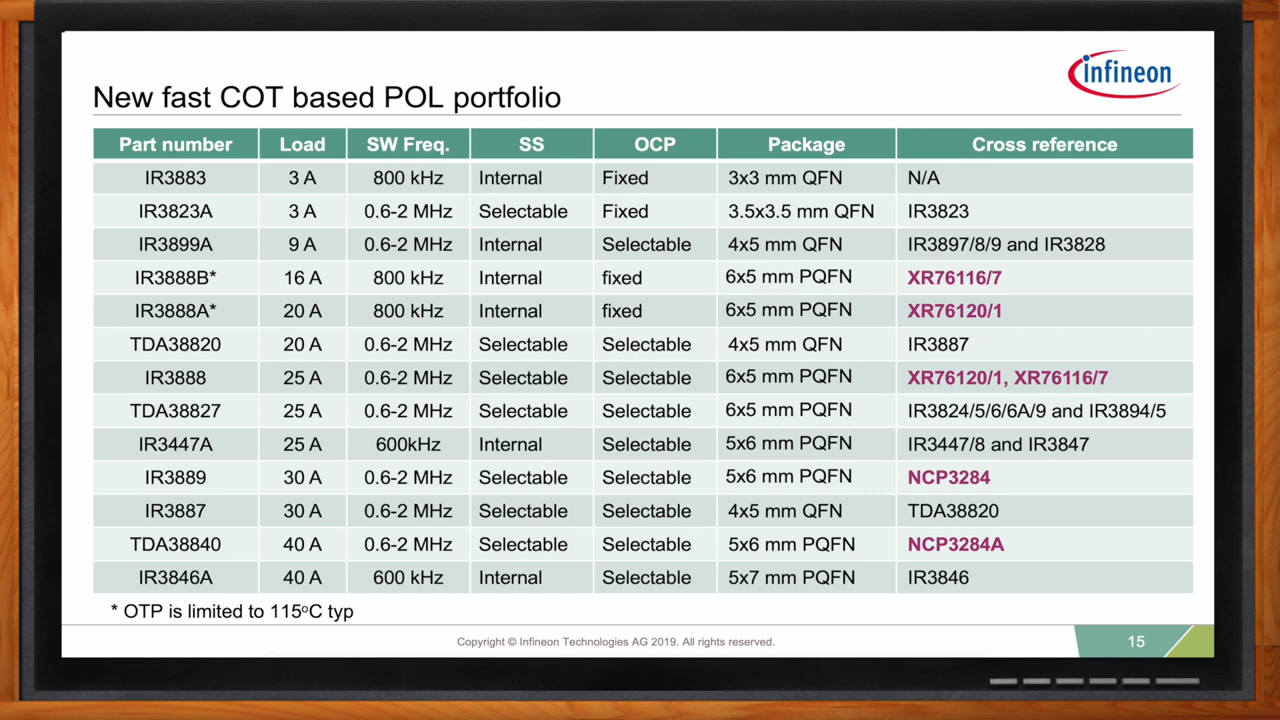 infineon
New fast COT based POL portfolio
Part number Load SW Freq. SS OCP Package Cross reference
IR3883 3 A 800 kHz Internal Fixed 3x3 mm QFN N/A
IR3823A 3 A 0.6-2 MHz Selectable Fixed 3.5x3.5 mm QFN IR3823
IR3899A 9 A 0.6-2 MHz Internal Selectable 4x5 mm QFN IR3897/8/9 and IR3828
IR3888B* 16 A 800 kHz Internal fixed 6x5 mm PQFN XR76116/7
IR3888A* 20 A 800 kHz Internal fixed 6x5 mm PQFN XR76120/1
TDA38820 20 A 0.6-2 MHz Selectable Selectable 4x5 mm QFN IR3887
IR3888 25 A 0.6-2 MHz Selectable Selectable 6x5 mm PQFN XR76120/1, XR76116/7
TDA38827 25 A 0.6-2 MHz Selectable Selectable 6x5 mm PQFN IR3824/5/6/6A/9 and IR3894/5
IR3447A 25 A 600kHz Internal Selectable 5x6 mm PQFN IR3447/8 and IR3847
IR3889 30 A 0.6-2 MHz Selectable Selectable 5x6 mm PQFN NCP3284
IR3887 30 A 0.6-2 MHz Selectable Selectable 4x5 mm QFN TDA38820
TDA38840 40 A 0.6-2 MHz Selectable Selectable 5x6 mm PQFN NCP3284A
IR3846A 40 A 600 kHz Internal Selectable 5x7 mm PQFN IR3846
* OTP is limited to 115°C typ
Copyright © Infineon Technologies AG 2019. All rights reserved.
15